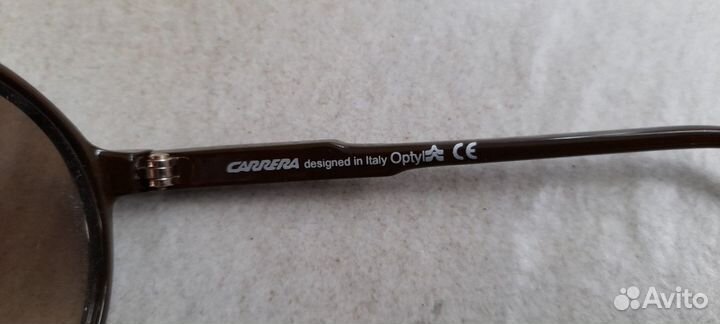 CARRERA designed in Italy Optyl CE
Avito